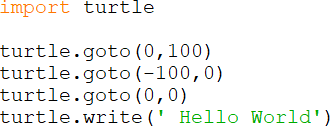 import turtle
turtle.goto(0,100)
turtle.goto(-100,0)
turtle.goto(0,0)
turtle.write(' Hello World')